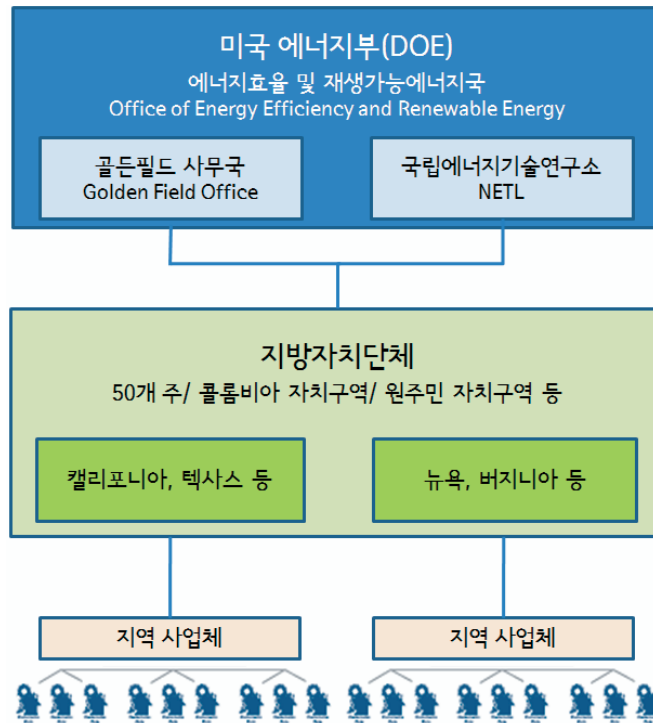 미국 에너지부(DOE)
에너지효율 및 재생가능에너지국
Office of Energy Efficiency and Renewable Energy
골든필드 사무국
Golden Field Office
국립에너지기술연구소
NETL
지방자치단체
50개 주/ 콜롬비아 자치구역/ 원주민 자치구역 등
캘리포니아, 텍사스 등
뉴욕, 버지니아 등
지역 사업체
지역 사업체